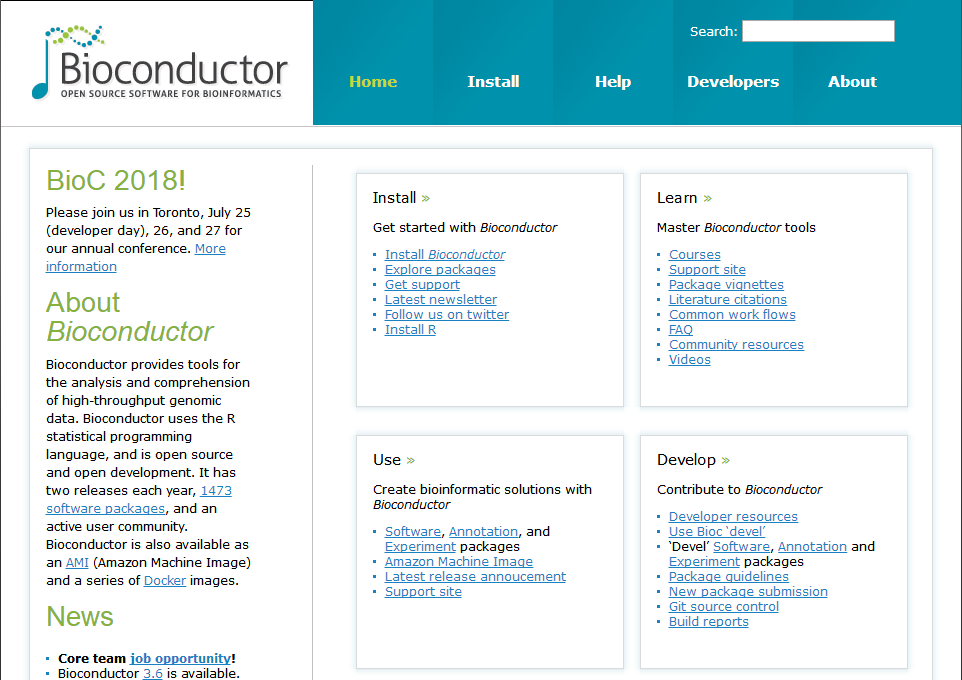 Bioconductor
OPEN SOURCE SOFTWARE FOR BIOINFORMATICS
Search:
Home
Install
Help
Developers
About
BioC 2018!
Please join us in Toronto, July 25
(developer day), 26, and 27 for
our annual conference. More
information
About
Bioconductor
Bioconductor provides tools for
the analysis and comprehension
of high-throughput genomic
data. Bioconductor uses the R
statistical programming
language, and is open source
and open development. It has
two releases each year, 1473
software packages, and an
active user community.
Bioconductor is also available as
an AMI (Amazon Machine Image)
and a series of Docker images.
News
Core team job opportunity!
Bioconductor 3.6 is available.
Install »
Get started with Bioconductor
Install Bioconductor
Explore packages
Get support
Latest newsletter
Follow us on twitter
Install R
Learn »
Master Bioconductor tools
Courses
Support site
Package vignettes
Literature citations
Common work flows
FAQ
Community resources
Videos
Use »
Create bioinformatic solutions with
Bioconductor
Software, Annotation, and
Experiment packages
Amazon Machine Image
Latest release annoucement
Support site
Develop »
Contribute to Bioconductor
Developer resources
Use Bioc ‘devel’
‘Devel’ Software, Annotation and
Experiment packages
Package guidelines
New package submission
Git source control
Build reports